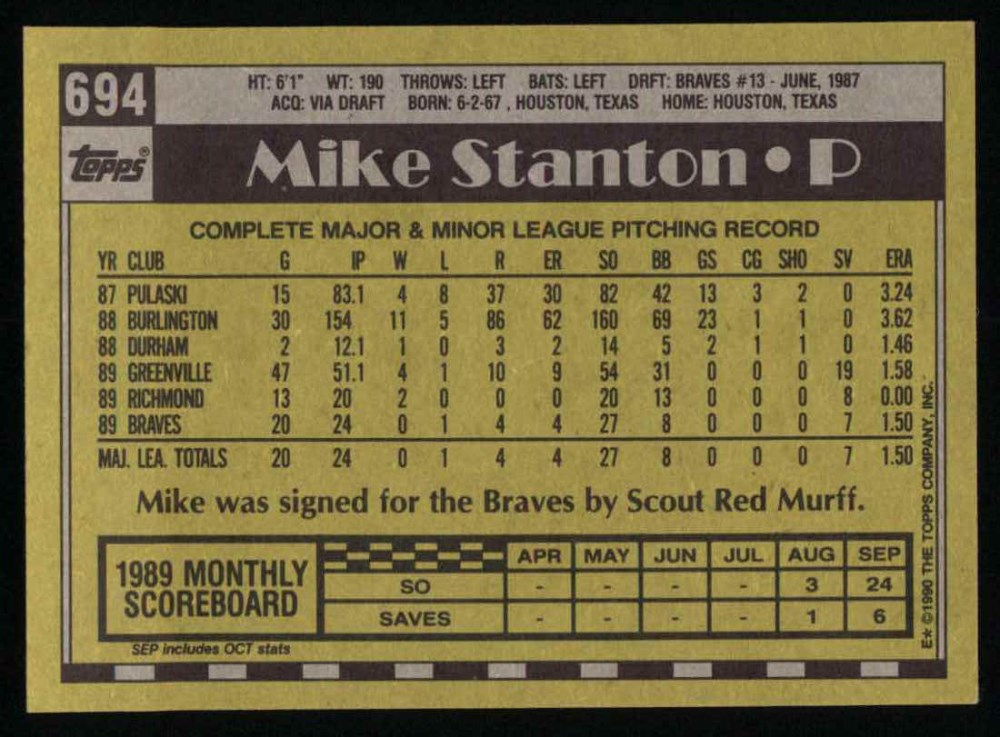 694
HT: 6'1" WT: 190 THROWS: LEFT BATS: LEFT DRFT: BRAVES #13 - JUNE, 1987
ACQ: VIA DRAFT BORN: 6-2-67 , HOUSTON, TEXAS HOME: HOUSTON, TEXAS
Topps®
Mike Stanton • P
COMPLETE MAJOR & MINOR LEAGUE PITCHING RECORD
YR CLUB G IP W L R ER SO BB GS CG SHO SV ERA
87 PULASKI 15 83.1 4 8 37 30 82 42 13 3 2 0 3.24
88 BURLINGTON 30 154 11 5 86 62 160 69 23 1 1 0 3.62
88 DURHAM 2 12.1 1 0 3 2 14 5 2 1 1 0 1.46
89 GREENVILLE 47 51.1 4 1 10 9 54 31 0 0 0 19 1.58
89 RICHMOND 13 20 2 0 0 0 20 13 0 0 0 8 0.00
89 BRAVES 20 24 0 1 4 4 27 8 0 0 0 7 1.50
MAJ. LEA. TOTALS 20 24 0 1 4 4 27 8 0 0 0 7 1.50
Mike was signed for the Braves by Scout Red Murff.
1989 MONTHLY
SCOREBOARD
APR MAY JUN JUL AUG SEP
SO - - - - 3 24
SAVES - - - - 1 6
SEP includes OCT stats
E* ©1990 THE TOPPS COMPANY, INC.